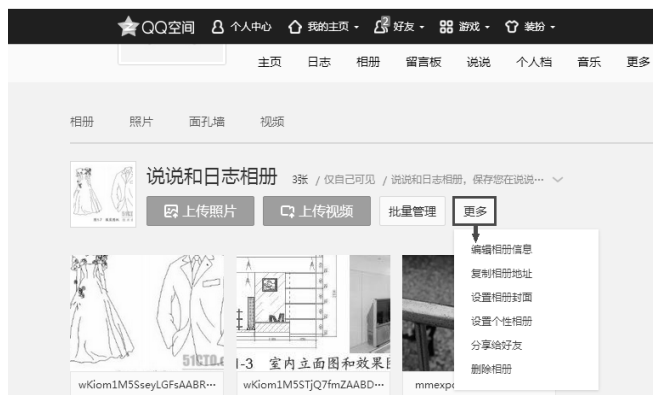 QQ空间 个人中心 我的主页 好友 2 游戏 装扮
主页 日志 相册 留言板 说说 个人档 音乐 更多
相册 照片 面孔墙 视频
说说和日志相册 3张 / 仅自己可见 / 说说和日志相册，保存您在说说…
上传照片 上传视频 批量管理 更多
编辑相册信息
复制相册地址
设置相册封面
设置个性相册
分享给好友
删除相册
51CTO.c
1-3 室内立面图和效果图
wKiom1M5SseyLGFsAABR… wKiom1M5STjQ7fmZAABD… mmexpo